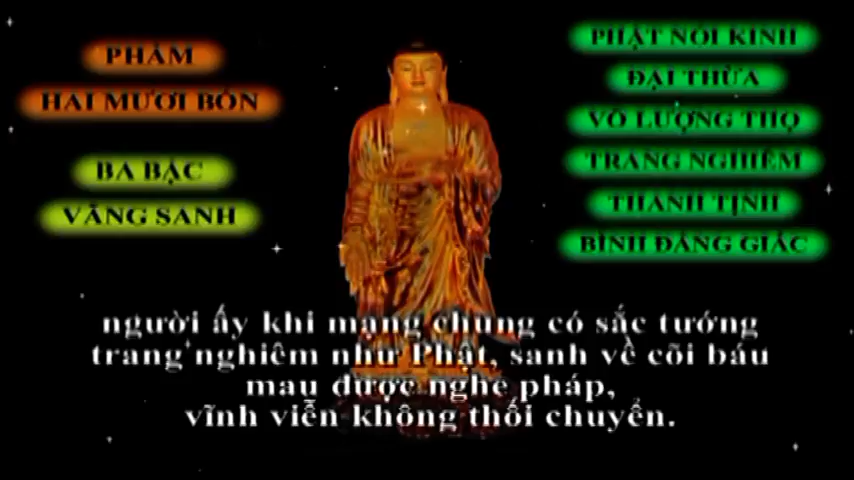 PHẨM
HAI MƯƠI BỐN
BA BẬC
VÃNG SANH
PHẬT NÓI KINH
ĐẠI THỪA
VÔ LƯỢNG THỌ
TRANG NGHIÊM
THANH TỊNH
BÌNH ĐẲNG GIÁC
người ấy khi mạng chung có sắc tướng
trang nghiêm như Phật, sanh về cõi báu
mau được nghe pháp,
vĩnh viễn không thối chuyển.